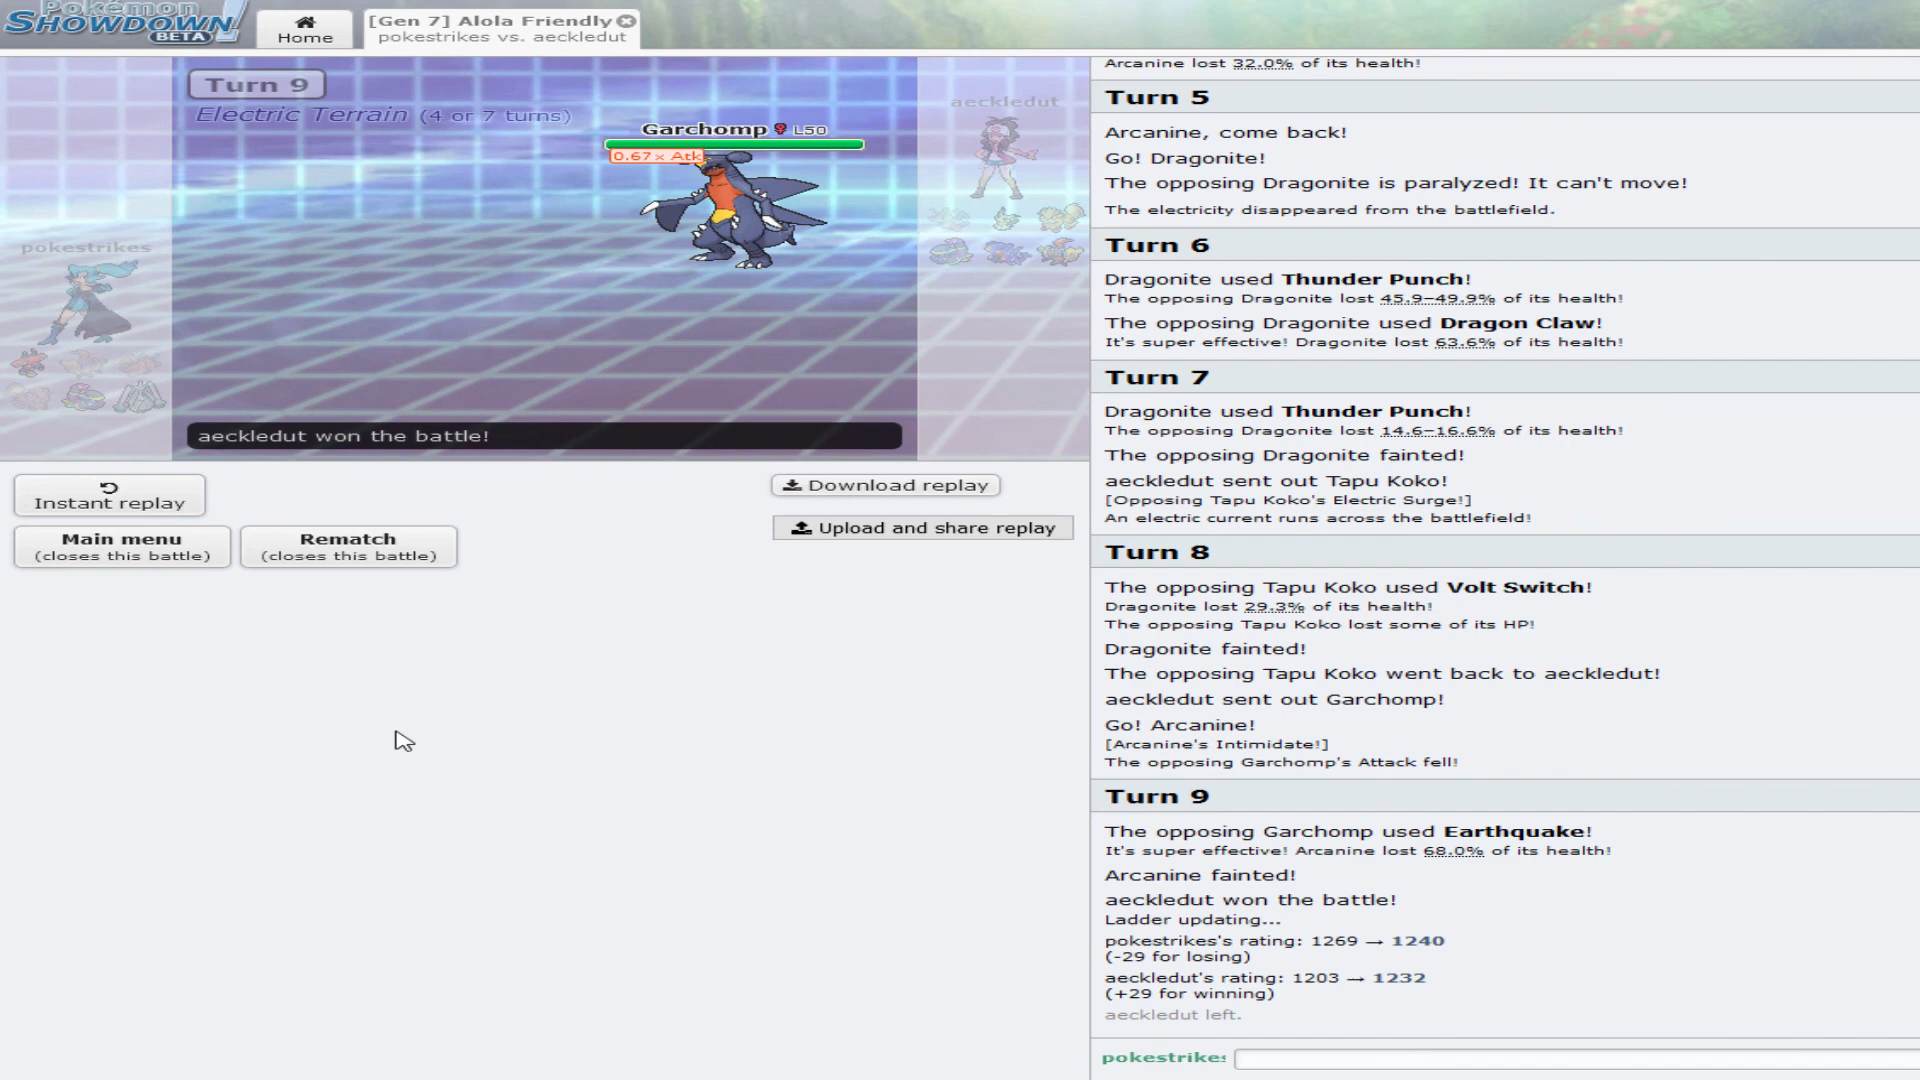 Pokémon
SHOWDOWN!
BETA
Home
[Gen 7] Alola Friendly
pokestrikes vs. aeckledut
Turn 9
Electric Terrain (4 or 7 turns)
Garchomp L50
0.67× Atk
aeckledut
pokestrikes
aeckledut won the battle!
Instant replay
Download replay
Upload and share replay
Main menu
(closes this battle)
Rematch
(closes this battle)
Arcanine lost 32.0% of its health!
Turn 5
Arcanine, come back!
Go! Dragonite!
The opposing Dragonite is paralyzed! It can't move!
The electricity disappeared from the battlefield.
Turn 6
Dragonite used Thunder Punch!
The opposing Dragonite lost 45.9–49.9% of its health!
The opposing Dragonite used Dragon Claw!
It's super effective! Dragonite lost 63.6% of its health!
Turn 7
Dragonite used Thunder Punch!
The opposing Dragonite lost 14.6–16.6% of its health!
The opposing Dragonite fainted!
aeckledut sent out Tapu Koko!
[Opposing Tapu Koko's Electric Surge!]
An electric current runs across the battlefield!
Turn 8
The opposing Tapu Koko used Volt Switch!
Dragonite lost 29.3% of its health!
The opposing Tapu Koko lost some of its HP!
Dragonite fainted!
The opposing Tapu Koko went back to aeckledut!
aeckledut sent out Garchomp!
Go! Arcanine!
[Arcanine's Intimidate!]
The opposing Garchomp's Attack fell!
Turn 9
The opposing Garchomp used Earthquake!
It's super effective! Arcanine lost 68.0% of its health!
Arcanine fainted!
aeckledut won the battle!
Ladder updating...
pokestrikes's rating: 1269 → 1240
(-29 for losing)
aeckledut's rating: 1203 → 1232
(+29 for winning)
aeckledut left.
pokestrikes: